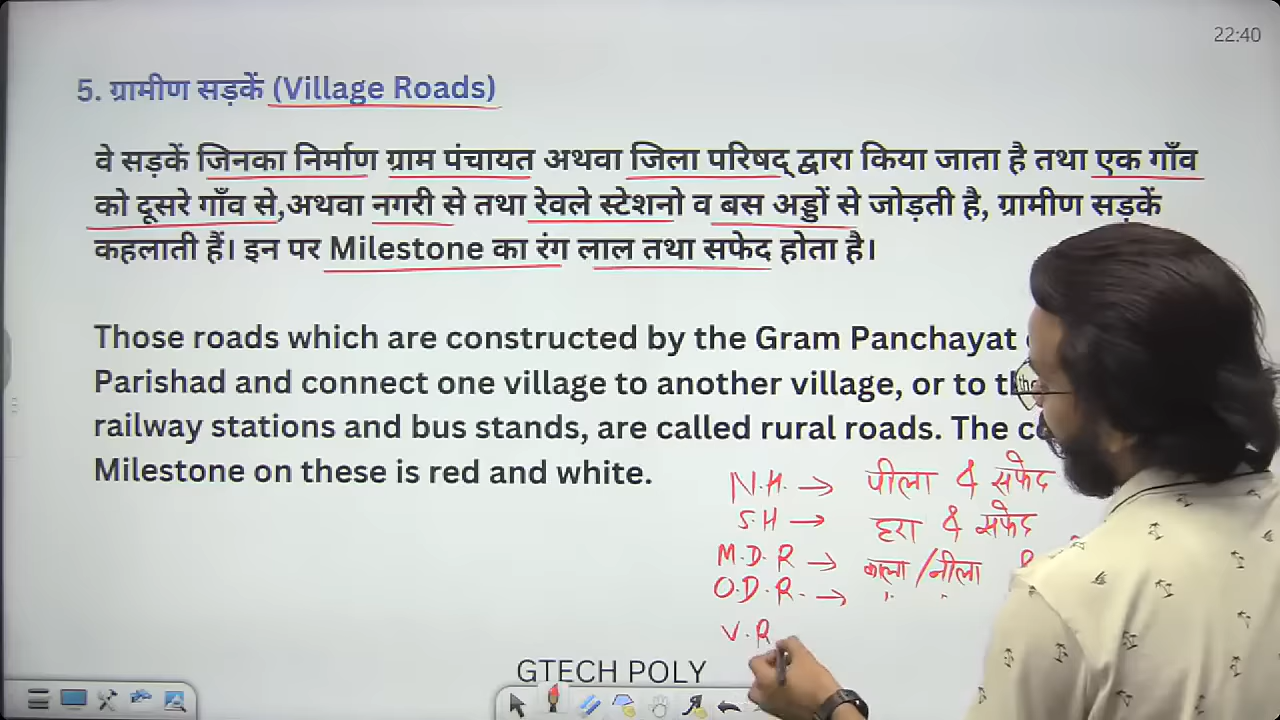 22:40
5. ग्रामीण सड़कें (Village Roads)
वे सड़कें जिनका निर्माण ग्राम पंचायत अथवा जिला परिषद् द्वारा किया जाता है तथा एक गाँव
को दूसरे गाँव से,अथवा नगरी से तथा रेवले स्टेशनो व बस अड्डों से जोड़ती है, ग्रामीण सड़कें
कहलाती हैं। इन पर Milestone का रंग लाल तथा सफेद होता है।
Those roads which are constructed by the Gram Panchayat
Parishad and connect one village to another village, or to
railway stations and bus stands, are called rural roads. The
Milestone on these is red and white.
N.H. → पीला & सफेद
S.H → हरा & सफेद
M.D.R → काला/नीला
O.D.R. → " "
V.R
GTECH POLY